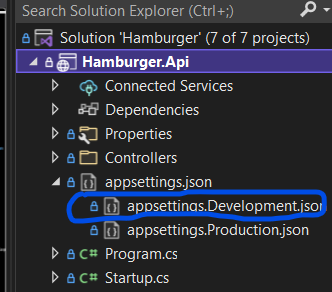 Search Solution Explorer (Ctrl+;)
Solution 'Hamburger' (7 of 7 projects)
Hamburger.Api
Connected Services
Dependencies
Properties
Controllers
appsettings.json
appsettings.Development.json
appsettings.Production.json
C# Program.cs
C# Startup.cs